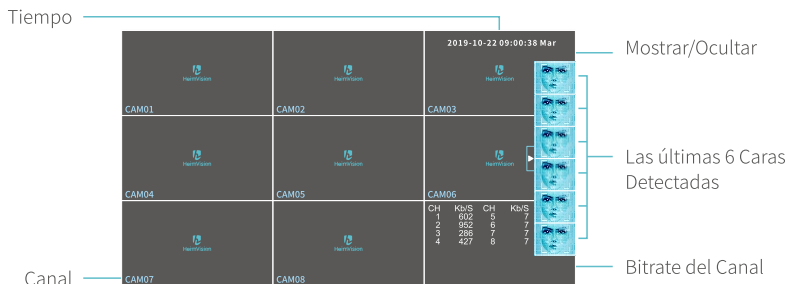 Tiempo
2019-10-22 09:00:38 Mar
Mostrar/Ocultar
HeimVision
HeimVision
HeimVision
CAM01
CAM02
CAM03
HeimVision
HeimVision
HeimVision
Las últimas 6 Caras
Detectadas
CAM04
CAM05
CAM06
CH Kb/S CH Kb/S
1 602 5 7
2 952 6 7
3 286 7 7
4 427 8 7
HeimVision
HeimVision
Bitrate del Canal
Canal
CAM07
CAM08